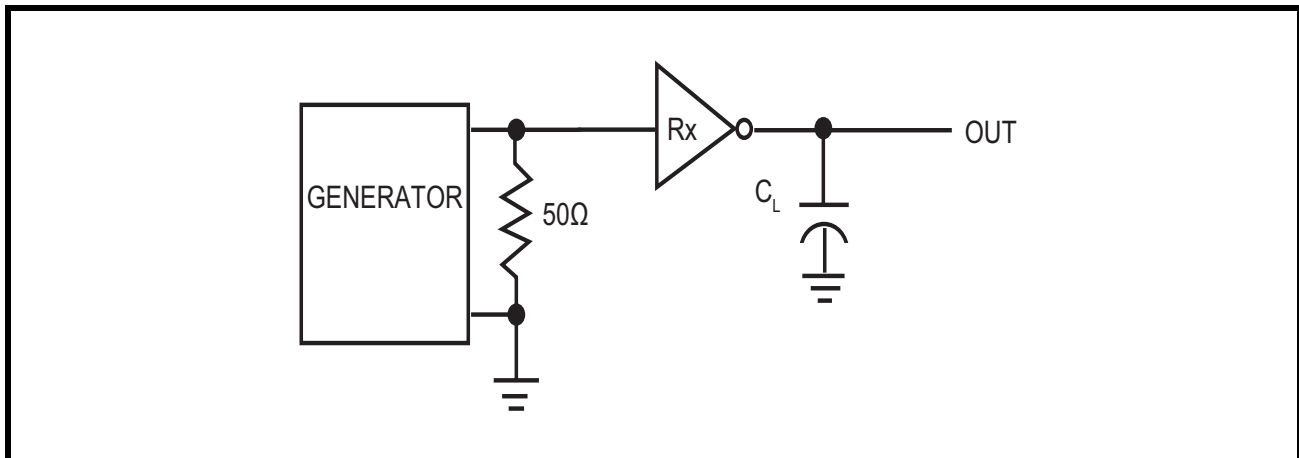 GENERATOR
50Ω
Rx
C_L
OUT